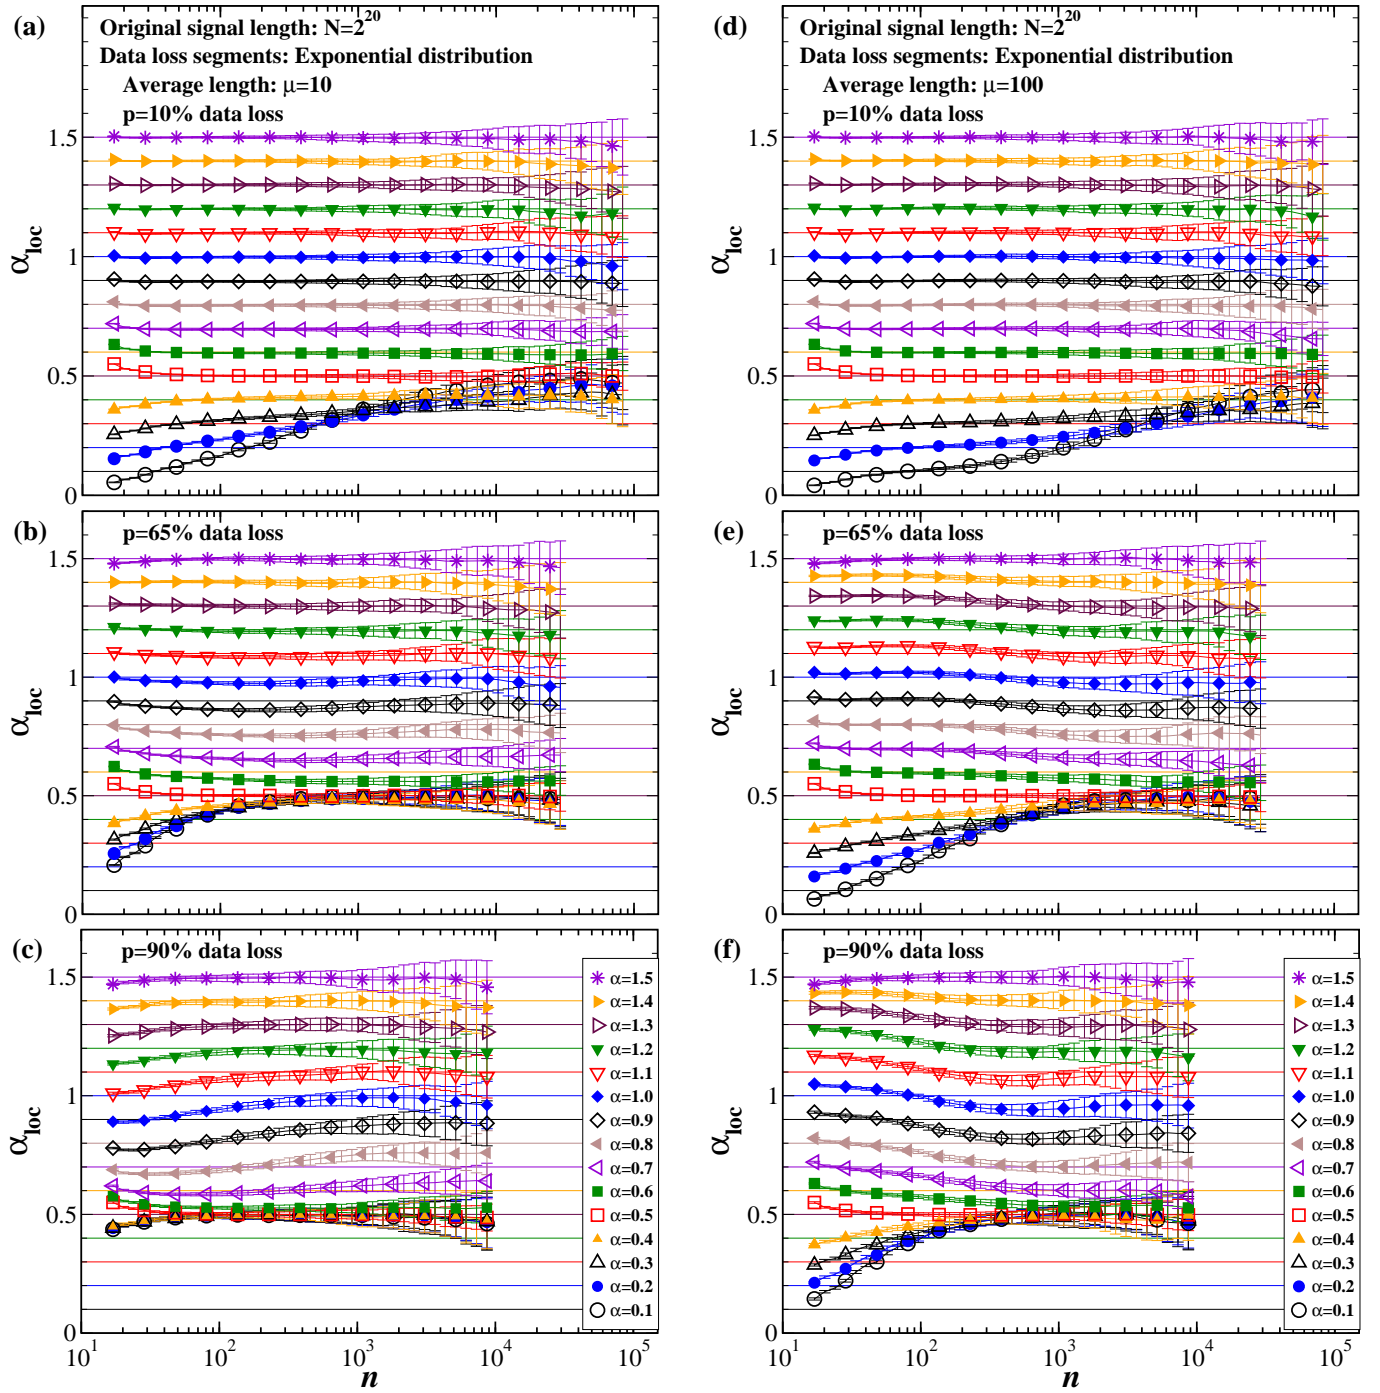 (a)
Original signal length: N=2^20
Data loss segments: Exponential distribution
Average length: μ=10
p=10% data loss
1.5
1
0.5
0
α_loc
(d)
Original signal length: N=2^20
Data loss segments: Exponential distribution
Average length: μ=100
p=10% data loss
1.5
1
0.5
0
α_loc
(b)
p=65% data loss
1.5
1
0.5
0
α_loc
(e)
p=65% data loss
1.5
1
0.5
0
α_loc
(c)
p=90% data loss
1.5
1
0.5
0
α_loc
α=1.5
α=1.4
α=1.3
α=1.2
α=1.1
α=1.0
α=0.9
α=0.8
α=0.7
α=0.6
α=0.5
α=0.4
α=0.3
α=0.2
α=0.1
10^1 10^2 10^3 10^4 10^5
n
(f)
p=90% data loss
1.5
1
0.5
0
α_loc
α=1.5
α=1.4
α=1.3
α=1.2
α=1.1
α=1.0
α=0.9
α=0.8
α=0.7
α=0.6
α=0.5
α=0.4
α=0.3
α=0.2
α=0.1
10^1 10^2 10^3 10^4 10^5
n